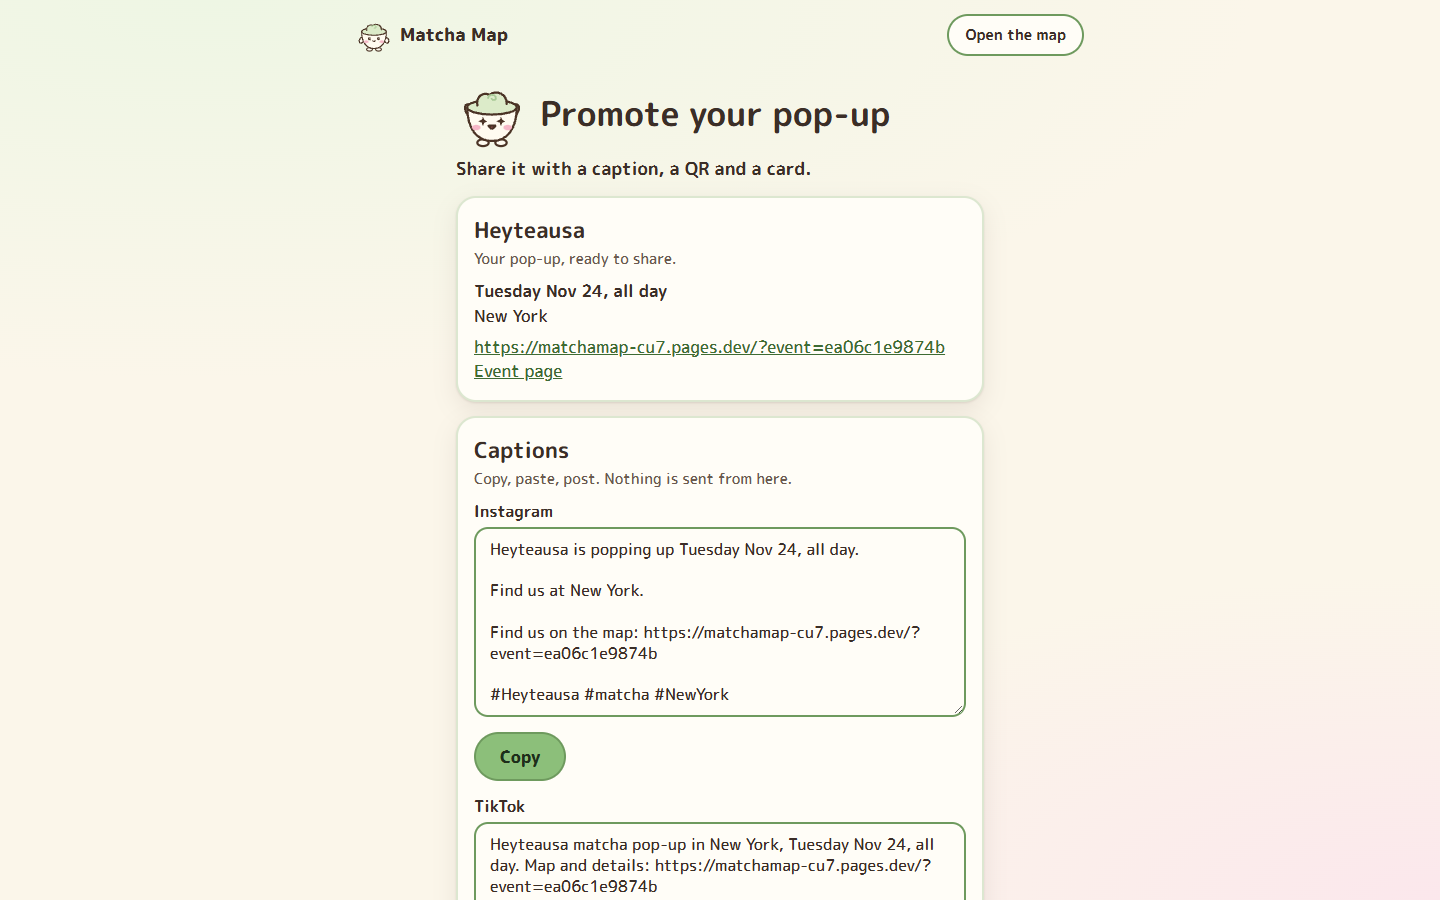 Matcha Map
Open the map
Promote your pop-up
Share it with a caption, a QR and a card.
Heyteausa
Your pop-up, ready to share.
Tuesday Nov 24, all day
New York
https://matchamap-cu7.pages.dev/?event=ea06c1e9874b
Event page
Captions
Copy, paste, post. Nothing is sent from here.
Instagram
Heyteausa is popping up Tuesday Nov 24, all day.
Find us at New York.
Find us on the map: https://matchamap-cu7.pages.dev/?
event=ea06c1e9874b
#Heyteausa #matcha #NewYork
Copy
TikTok
Heyteausa matcha pop-up in New York, Tuesday Nov 24, all
day. Map and details: https://matchamap-cu7.pages.dev/?
event=ea06c1e9874b